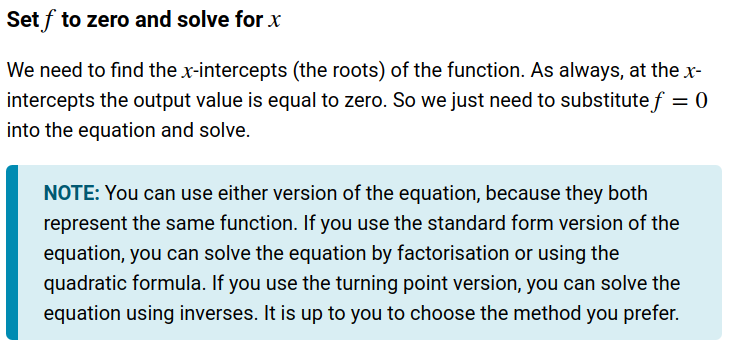 Set f to zero and solve for x
We need to find the x-intercepts (the roots) of the function. As always, at the x-
intercepts the output value is equal to zero. So we just need to substitute f = 0
into the equation and solve.
NOTE: You can use either version of the equation, because they both
represent the same function. If you use the standard form version of the
equation, you can solve the equation by factorisation or using the
quadratic formula. If you use the turning point version, you can solve the
equation using inverses. It is up to you to choose the method you prefer.